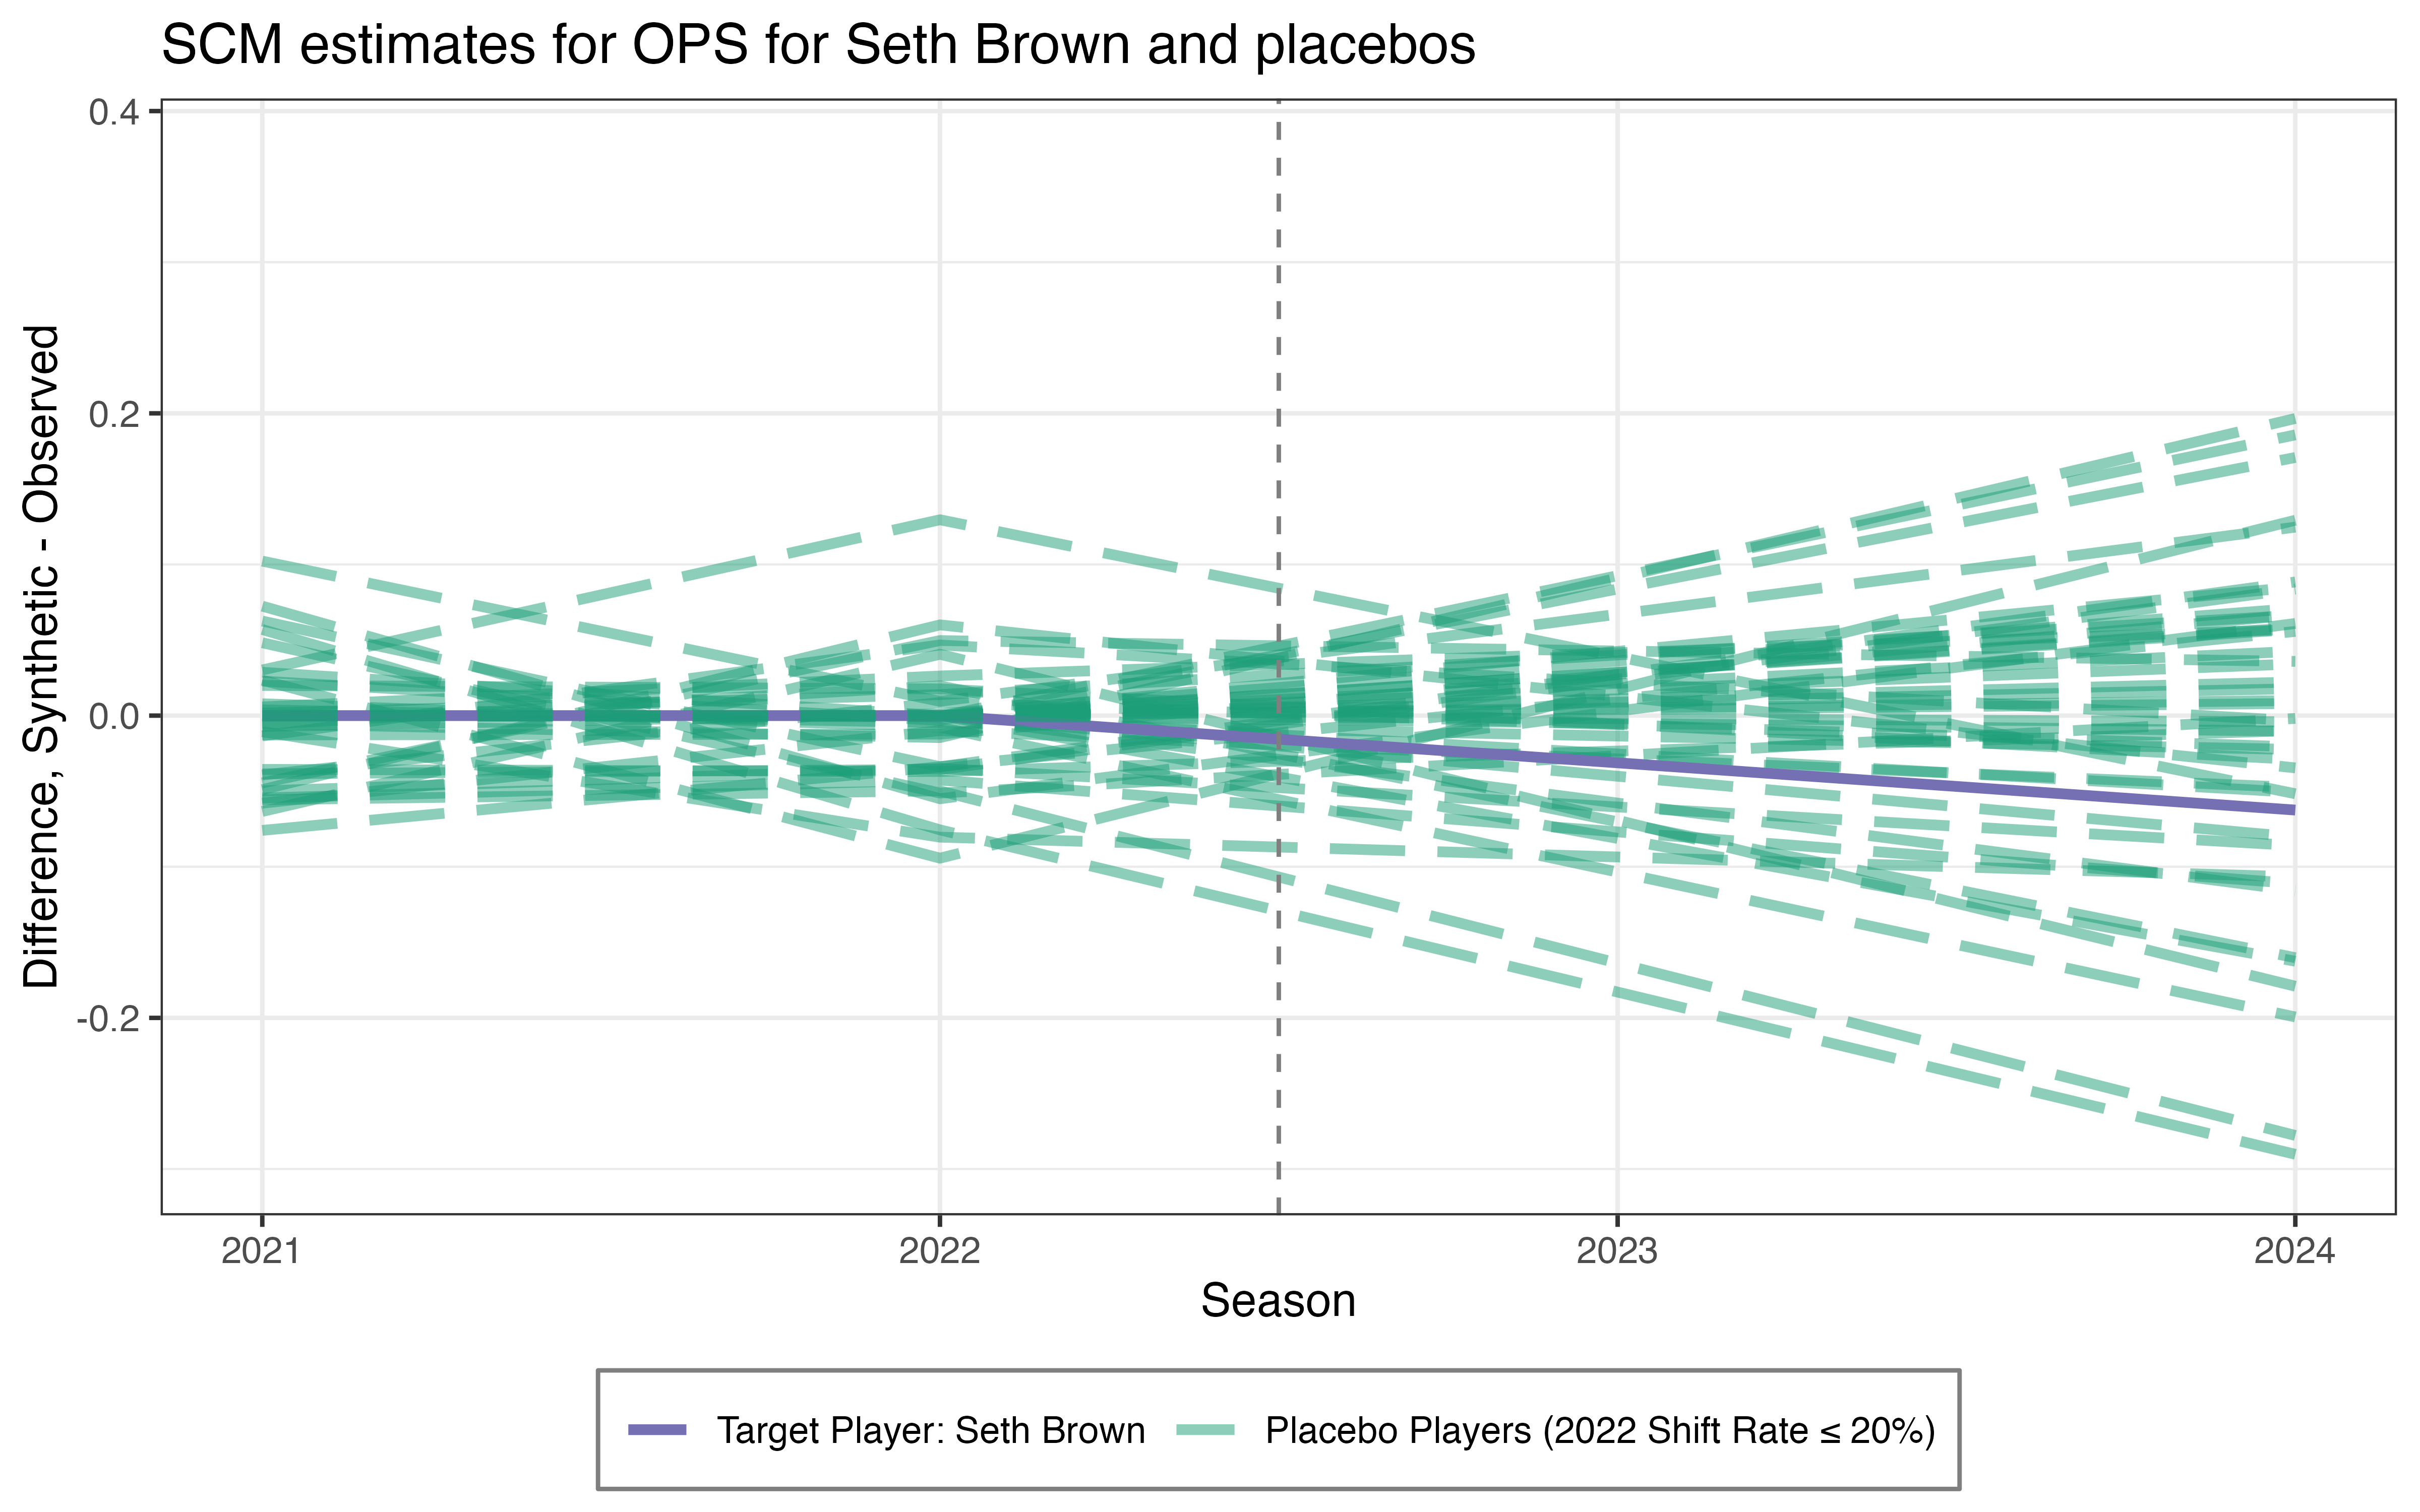 SCM estimates for OPS for Seth Brown and placebos
Difference, Synthetic - Observed
0.4
0.2
0.0
-0.2
2021 2022 2023 2024
Season
Target Player: Seth Brown Placebo Players (2022 Shift Rate ≤ 20%)